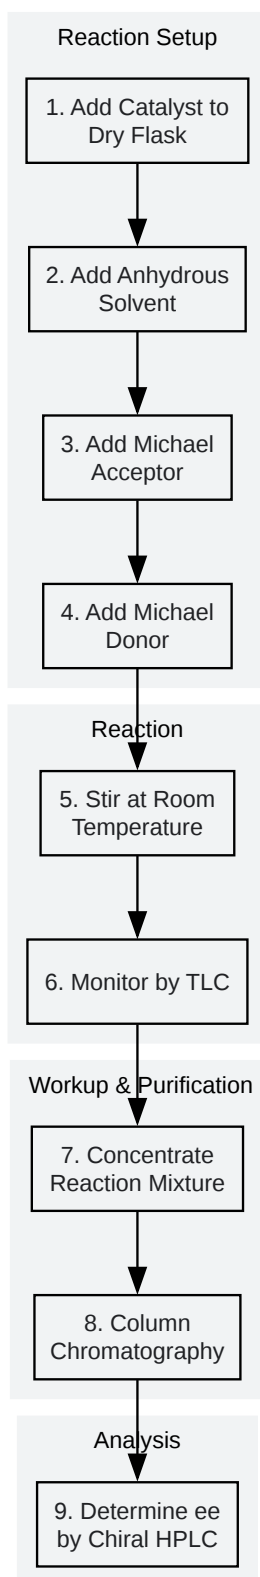 Reaction Setup
1. Add Catalyst to
Dry Flask
2. Add Anhydrous
Solvent
3. Add Michael
Acceptor
4. Add Michael
Donor
Reaction
5. Stir at Room
Temperature
6. Monitor by TLC
Workup & Purification
7. Concentrate
Reaction Mixture
8. Column
Chromatography
Analysis
9. Determine ee
by Chiral HPLC